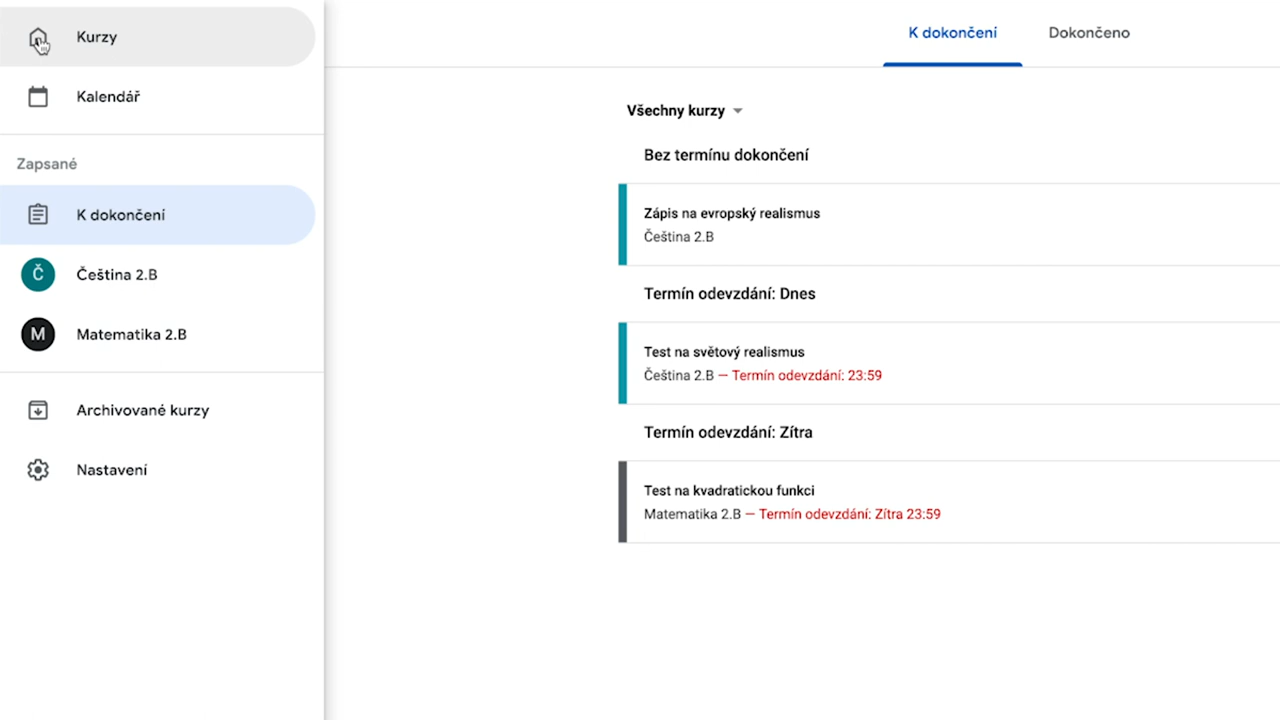 Kurzy
Kalendář
Zapsané
K dokončení
Č Čeština 2.B
M Matematika 2.B
Archivované kurzy
Nastavení
K dokončení Dokončeno
Všechny kurzy
Bez termínu dokončení
Zápis na evropský realismus
Čeština 2.B
Termín odevzdání: Dnes
Test na světový realismus
Čeština 2.B — Termín odevzdání: 23:59
Termín odevzdání: Zítra
Test na kvadratickou funkci
Matematika 2.B — Termín odevzdání: Zítra 23:59